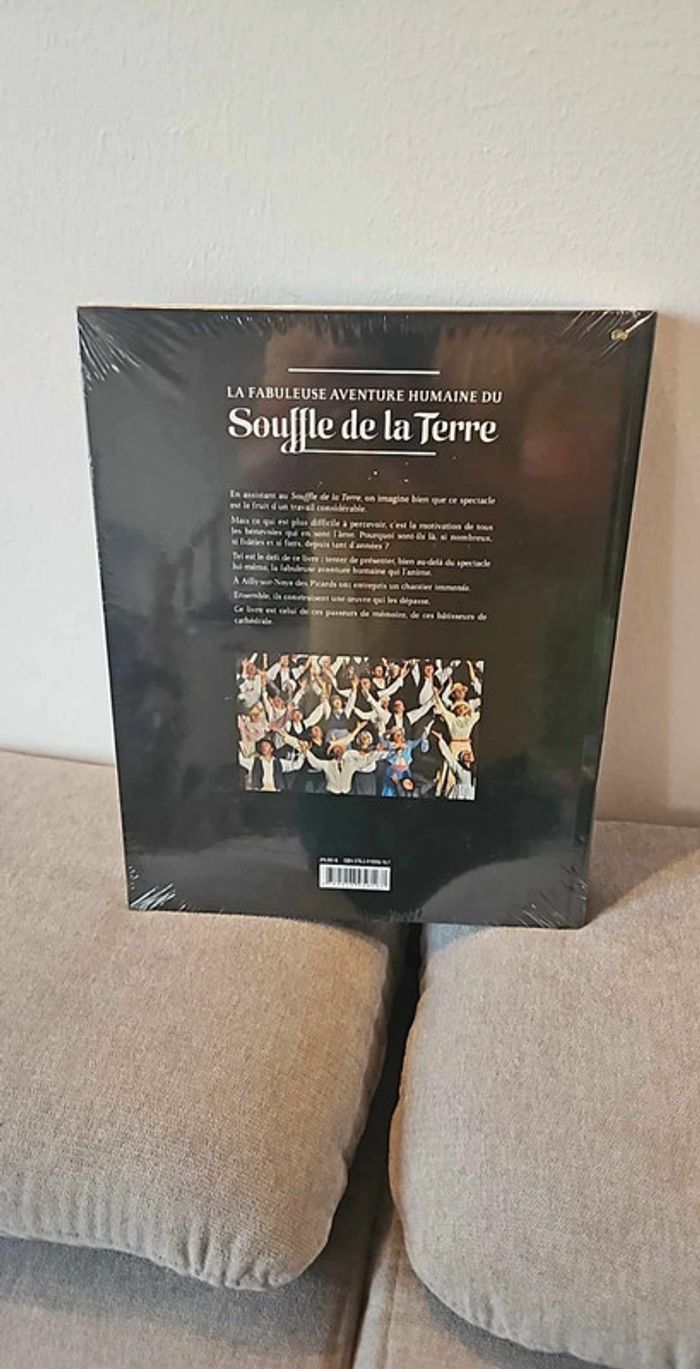 LA FABULEUSE AVENTURE HUMAINE DU
Souffle de la Terre
En assistant au Souffle de la Terre, on imagine bien que ce spectacle
est le fruit d'un travail considérable.
Mais ce qui est plus difficile à percevoir, c'est la motivation de tous
les bénévoles qui en sont l'âme. Pourquoi sont-ils là, si nombreux,
si fidèles et si fiers, depuis tant d'années ?
Tel est le défi de ce livre : tenter de présenter, bien au-delà du spectacle
lui-même, la fabuleuse aventure humaine qui l'anime.
À Ailly-sur-Noye des Picards ont entrepris un chantier immense.
Ensemble, ils construisent une œuvre qui les dépasse.
Ce livre est celui de ces passeurs de mémoire, de ces bâtisseurs de
cathédrale.
ISBN